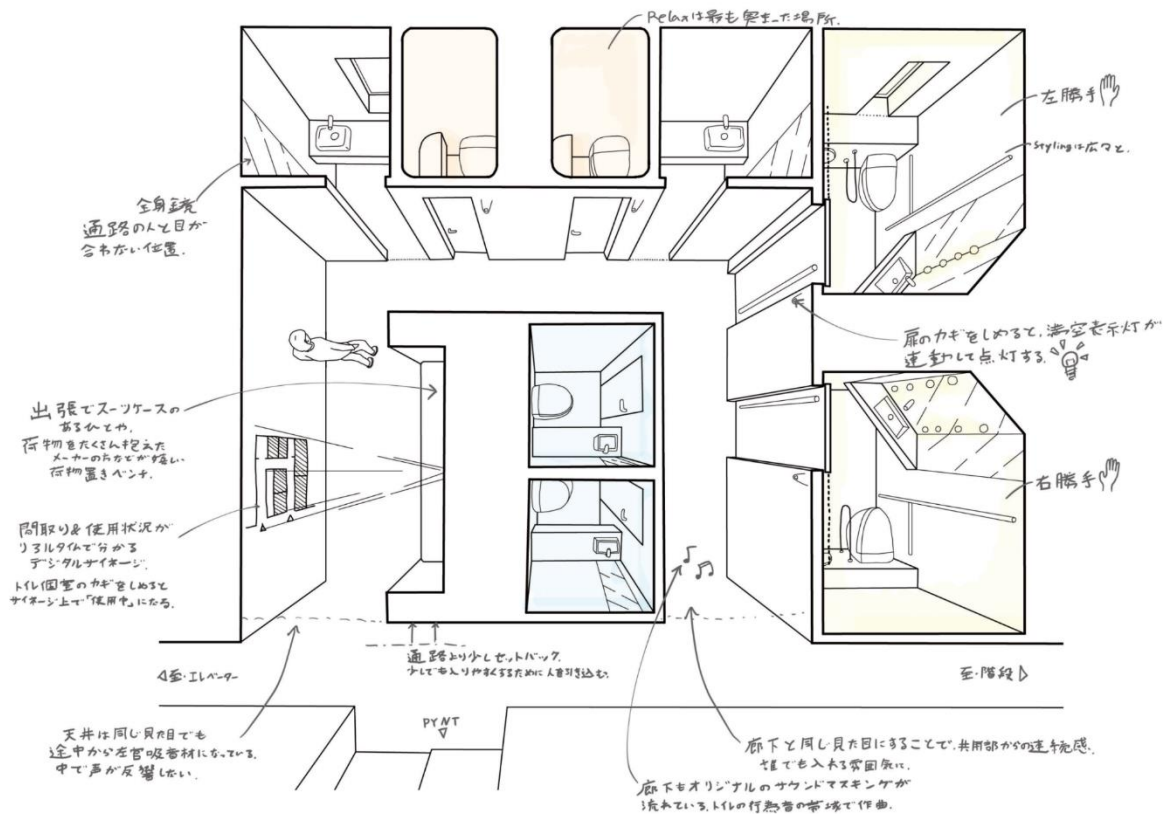 Relaxは最も奥まった場所.
左勝手
stylingは広々と.
全身鏡
通路の人と目が
合わない位置.
扉のカギをしめると、満空表示灯が
連動して点灯する.
出張でスーツケースの
あるひとや、
荷物をたくさん抱えた
メーカーの方などが嬉しい
荷物置きベンチ.
右勝手
間取り&使用状況が
リアルタイムで分かる
デジタルサイネージ.
トイレ個室のカギをしめると
サイネージ上で「使用中」になる.
通路より少しセットバック.
少しでも入りやすくするために人を引き込む.
◁至・エレベーター
至・階段▷
PYNT
天井は同じ見た目でも
途中から左官吸音材になっている.
中で声が反響しない.
廊下と同じ見た目にすることで、共用部からの連続感.
誰でも入れる雰囲気に.
廊下もオリジナルのサウンドマスキングが
流れている.トイレの行為音の帯域で作曲.